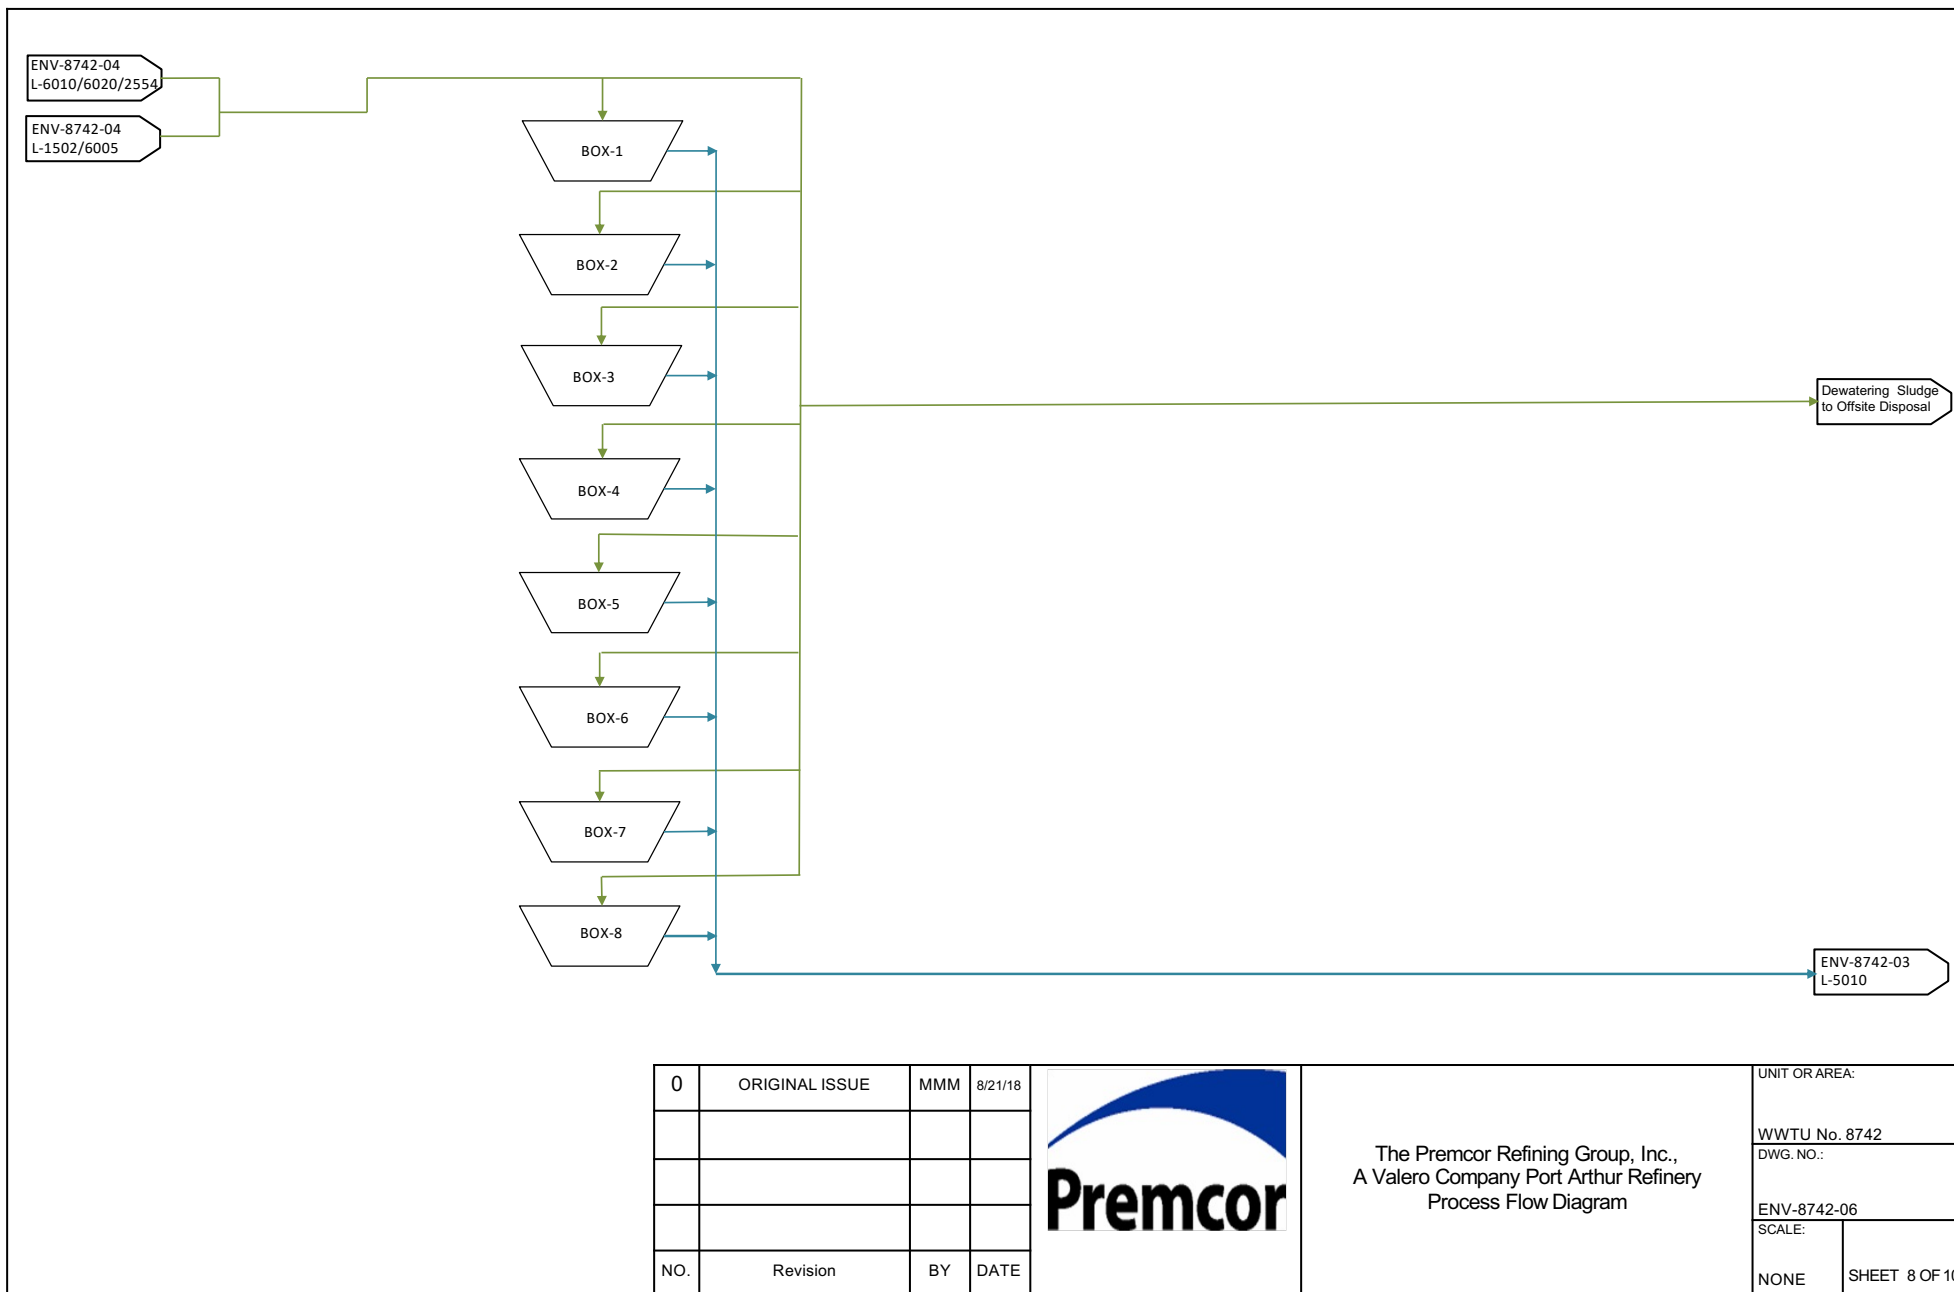 ENV-8742-04
L-6010/6020/2554
ENV-8742-04
L-1502/6005
BOX-1
BOX-2
BOX-3
BOX-4
BOX-5
BOX-6
BOX-7
BOX-8
Dewatering Sludge
to Offsite Disposal
ENV-8742-03
L-5010
0 ORIGINAL ISSUE MMM 8/21/18
NO. Revision BY DATE
Premcor
The Premcor Refining Group, Inc.,
A Valero Company Port Arthur Refinery
Process Flow Diagram
UNIT OR AREA:
WWTU No. 8742
DWG. NO.:
ENV-8742-06
SCALE:
NONE
SHEET 8 OF 10